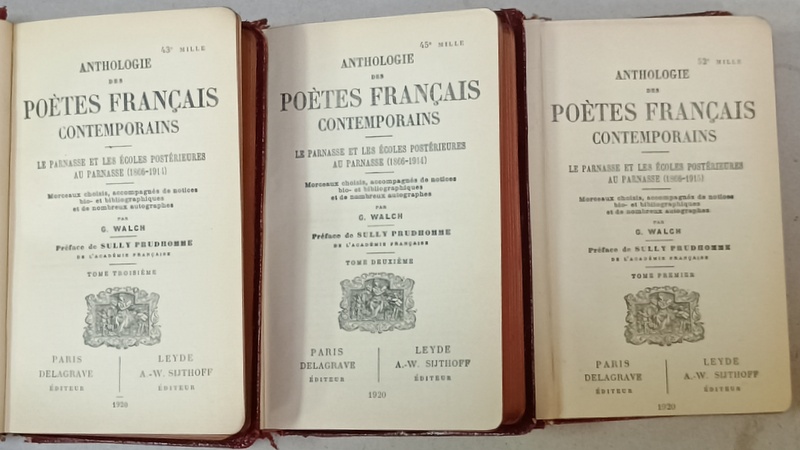 43e MILLE
ANTHOLOGIE
DES
POÈTES FRANÇAIS
CONTEMPORAINS
LE PARNASSE ET LES ÉCOLES POSTÉRIEURES
AU PARNASSE (1866-1914)
Morceaux choisis, accompagnés de notices
bio- et bibliographiques
et de nombreux autographes
PAR
G. WALCH
Préface de SULLY PRUDHOMME
DE L'ACADÉMIE FRANÇAISE
TOME TROISIÈME
PARIS
DELAGRAVE
ÉDITEUR
LEYDE
A.-W. SIJTHOFF
ÉDITEUR
1920
45e MILLE
ANTHOLOGIE
DES
POÈTES FRANÇAIS
CONTEMPORAINS
LE PARNASSE ET LES ÉCOLES POSTÉRIEURES
AU PARNASSE (1866-1914)
Morceaux choisis, accompagnés de notices
bio- et bibliographiques
et de nombreux autographes
PAR
G. WALCH
Préface de SULLY PRUDHOMME
DE L'ACADÉMIE FRANÇAISE
TOME DEUXIÈME
PARIS
DELAGRAVE
ÉDITEUR
LEYDE
A.-W. SIJTHOFF
ÉDITEUR
1920
MILLE
ANTHOLOGIE
DES
POÈTES FRANÇAIS
CONTEMPORAINS
LE PARNASSE ET LES ÉCOLES POSTÉRIEURES
AU PARNASSE
Morceaux choisis, accompagnés de notices
bio- et bibliographiques
et de nombreux autographes
PAR
G. WALCH
Préface de SULLY PRUDHOMME
DE L'ACADÉMIE FRANÇAISE
TOME PREMIER
PARIS
DELAGRAVE
ÉDITEUR
LEYDE
A.-W. SIJTHOFF
ÉDITEUR
1920